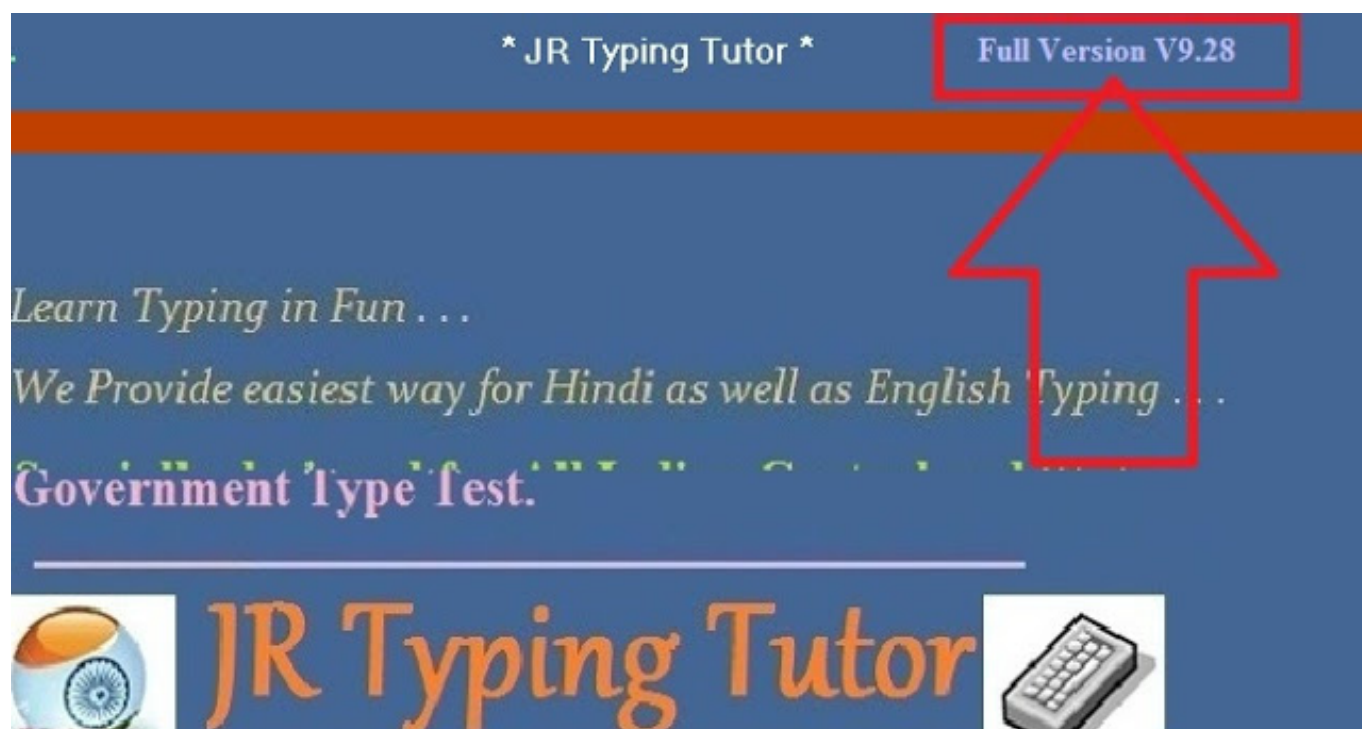 * JR Typing Tutor *
Full Version V9.28
Learn Typing in Fun . . .
We Provide easiest way for Hindi as well as English Typing . . .
Government Type Test.
JR Typing Tutor